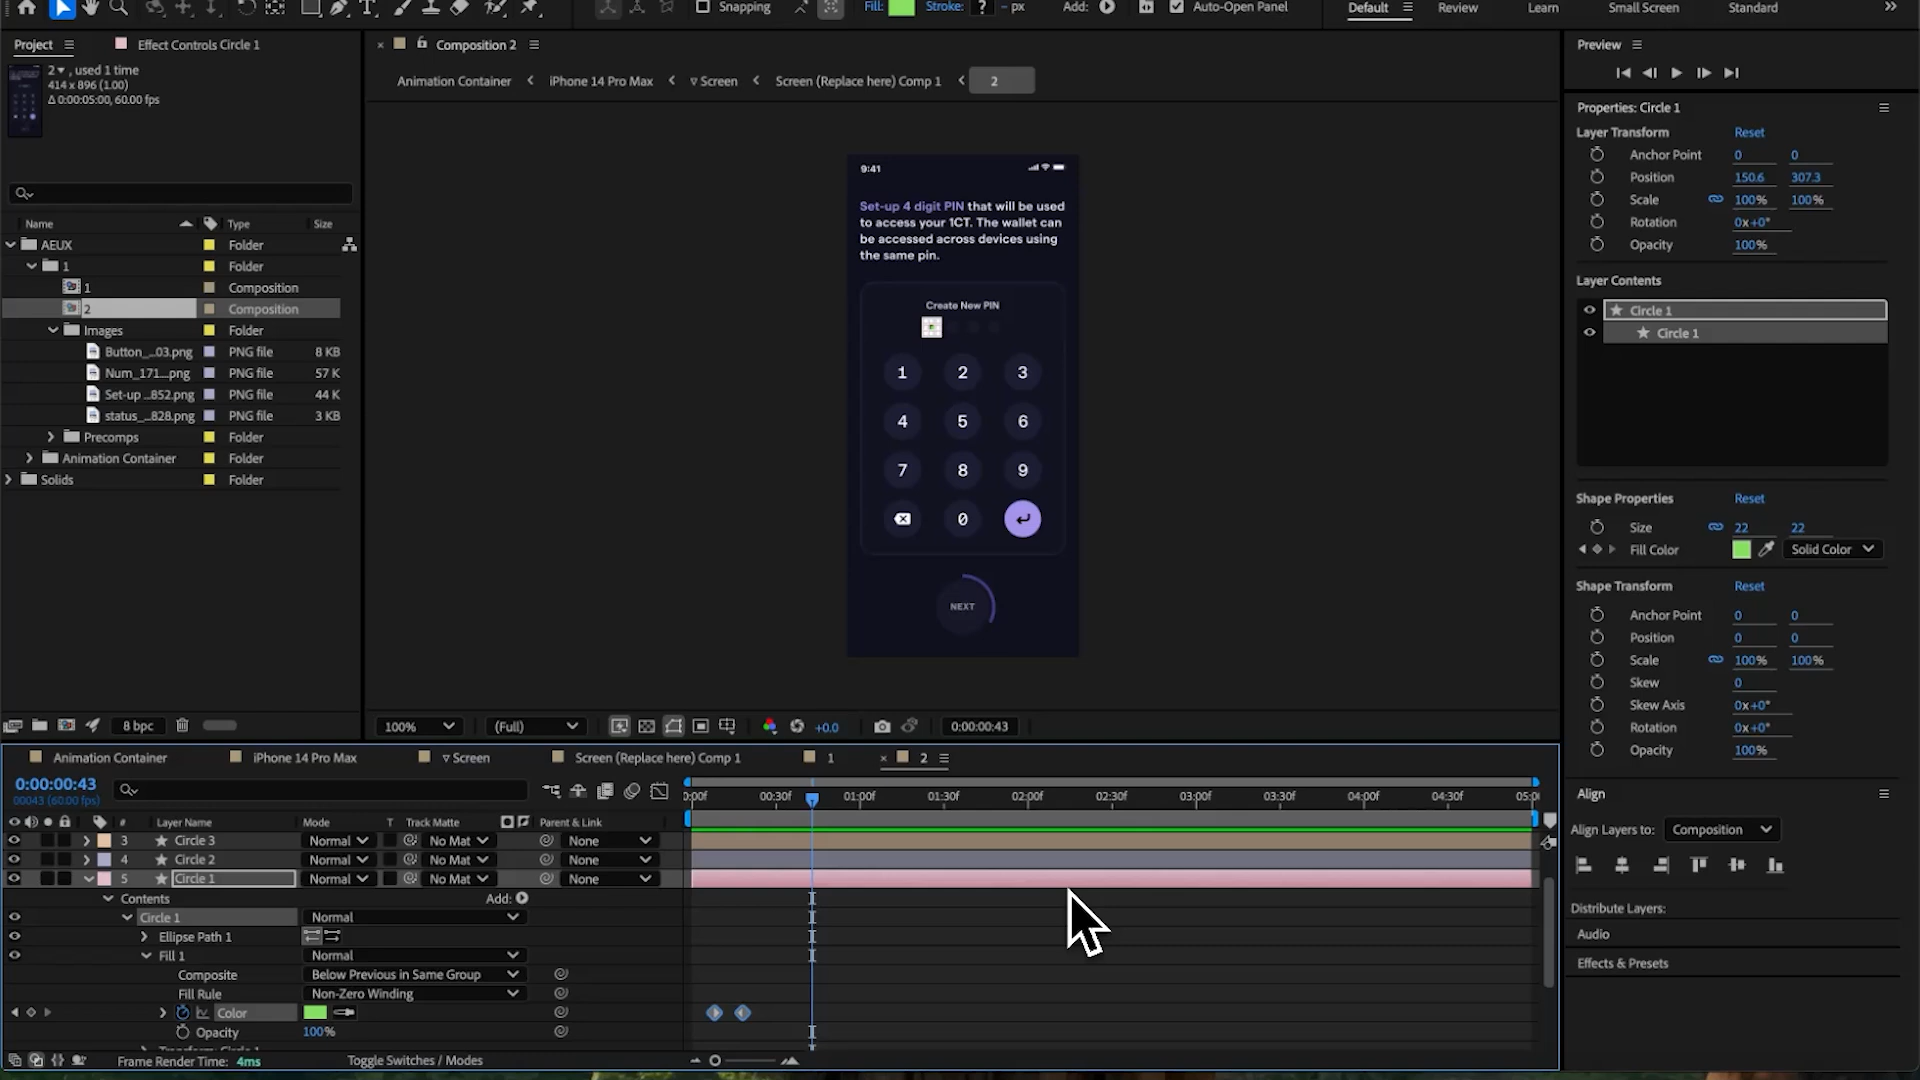 Snapping
Fill:
Stroke:
?
- px
Add:
Auto-Open Panel
Default
Review
Learn
Small Screen
Standard
Project
Effect Controls Circle 1
2▾, used 1 time
414 x 896 (1.00)
Δ 0:00:05:00, 60.00 fps
Name
Type
Size
AEUX
Folder
1
Folder
1
Composition
2
Composition
Images
Folder
Button_...03.png
PNG file
8 KB
Num_171....png
PNG file
57 K
Set-up ...852.png
PNG file
44 K
status_...828.png
PNG file
3 KB
Precomps
Folder
Animation Container
Folder
Solids
Folder
8 bpc
Composition 2
Animation Container
iPhone 14 Pro Max
▿ Screen
Screen (Replace here) Comp 1
2
9:41
Set-up 4 digit PIN that will be used
to access your 1CT. The wallet can
be accessed across devices using
the same pin.
Create New PIN
1 2 3
4 5 6
7 8 9
0
NEXT
100%
(Full)
+0.0
0:00:00:43
Preview
Properties: Circle 1
Layer Transform
Reset
Anchor Point
0
0
Position
150.6
307.3
Scale
100%
100%
Rotation
0x+0°
Opacity
100%
Layer Contents
Circle 1
Circle 1
Shape Properties
Reset
Size
22
22
Fill Color
Solid Color
Shape Transform
Reset
Anchor Point
0
0
Position
0
0
Scale
100%
100%
Skew
0
Skew Axis
0x+0°
Rotation
0x+0°
Opacity
100%
Align
Align Layers to:
Composition
Distribute Layers:
Audio
Effects & Presets
Animation Container
iPhone 14 Pro Max
▿ Screen
Screen (Replace here) Comp 1
1
2
0:00:00:43
00043 (60.00 fps)
0:00f
00:30f
01:00f
01:30f
02:00f
02:30f
03:00f
03:30f
04:00f
04:30f
05:0
#
Layer Name
Mode
T
Track Matte
Parent & Link
3
Circle 3
Normal
No Mat
None
4
Circle 2
Normal
No Mat
None
5
Circle 1
Normal
No Mat
None
Contents
Add:
Circle 1
Normal
Ellipse Path 1
Fill 1
Normal
Composite
Below Previous in Same Group
Fill Rule
Non-Zero Winding
Color
Opacity
100%
Frame Render Time: 4ms
Toggle Switches / Modes